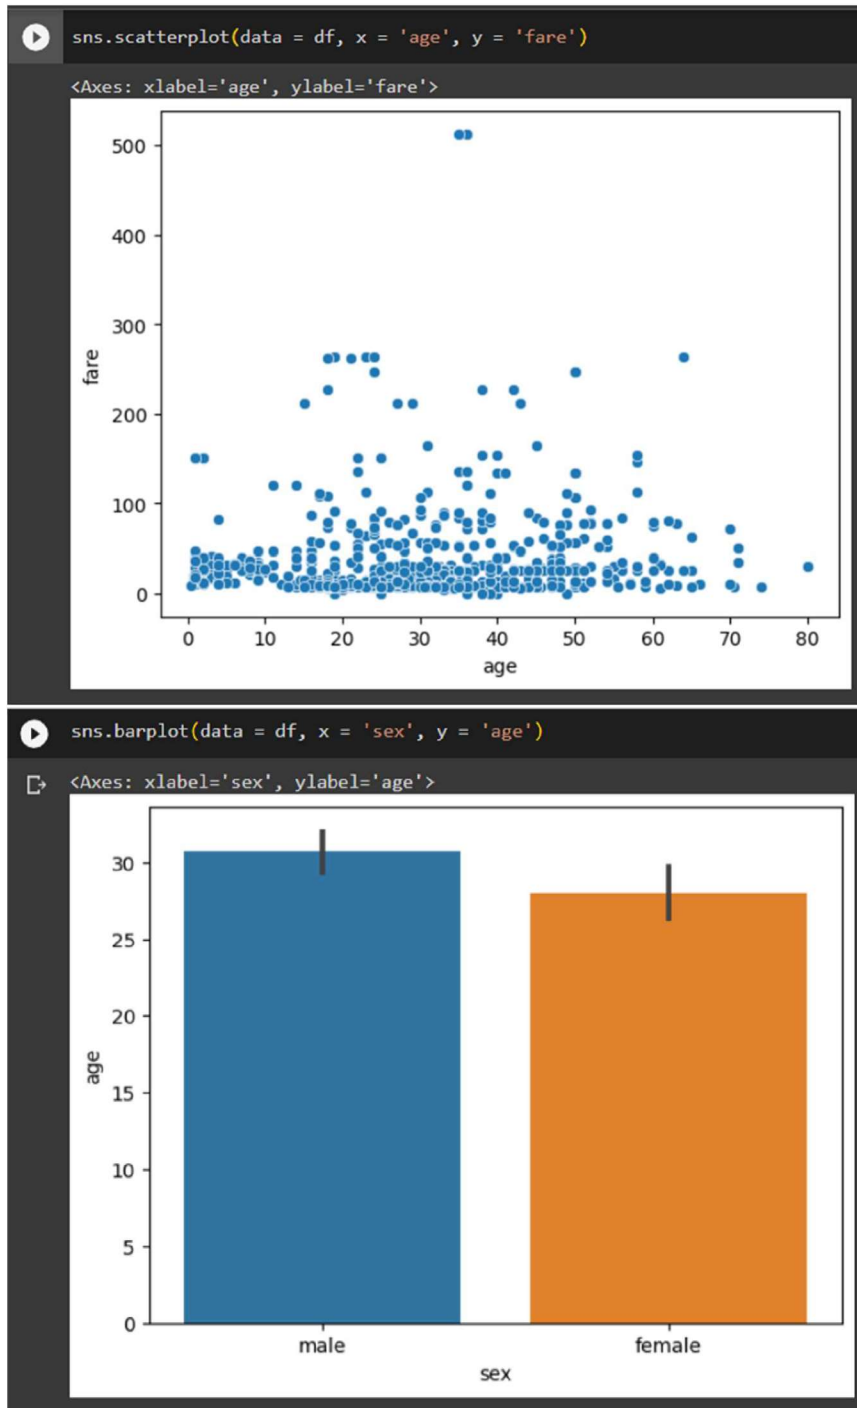 sns.scatterplot(data = df, x = 'age', y = 'fare')
<Axes: xlabel='age', ylabel='fare'>
500
400
300
200
100
0
fare
0 10 20 30 40 50 60 70 80
age
sns.barplot(data = df, x = 'sex', y = 'age')
<Axes: xlabel='sex', ylabel='age'>
30
25
20
15
10
5
0
age
male female
sex